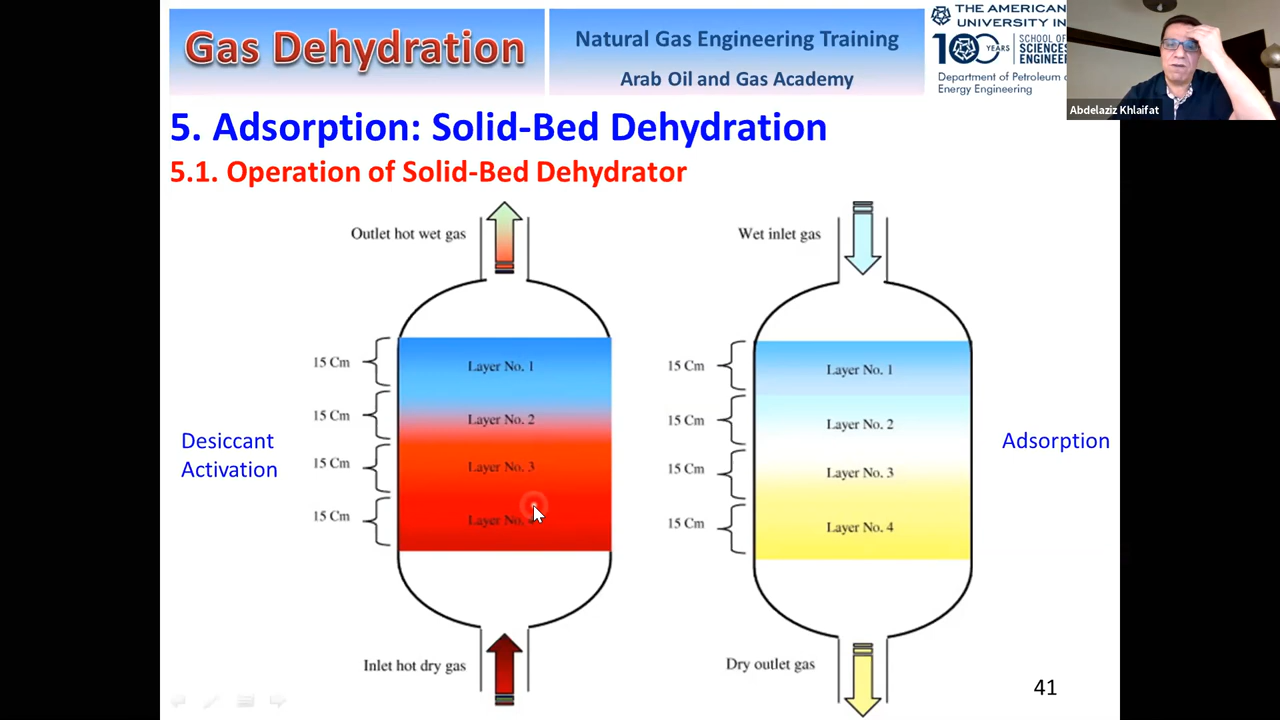 Gas Dehydration
Natural Gas Engineering Training
Arab Oil and Gas Academy
THE AMERICAN
UNIVERSITY IN
100 YEARS
SCHOOL OF
SCIENCES
ENGINEE
Department of Petroleum
Energy Engineering
Abdelaziz Khlaifat
5. Adsorption: Solid-Bed Dehydration
5.1. Operation of Solid-Bed Dehydrator
Outlet hot wet gas
Wet inlet gas
15 Cm
Layer No. 1
15 Cm
Layer No. 1
15 Cm
Layer No. 2
15 Cm
Layer No. 2
Desiccant
Activation
Adsorption
15 Cm
Layer No. 3
15 Cm
Layer No. 3
15 Cm
Layer No.
15 Cm
Layer No. 4
Inlet hot dry gas
Dry outlet gas
41